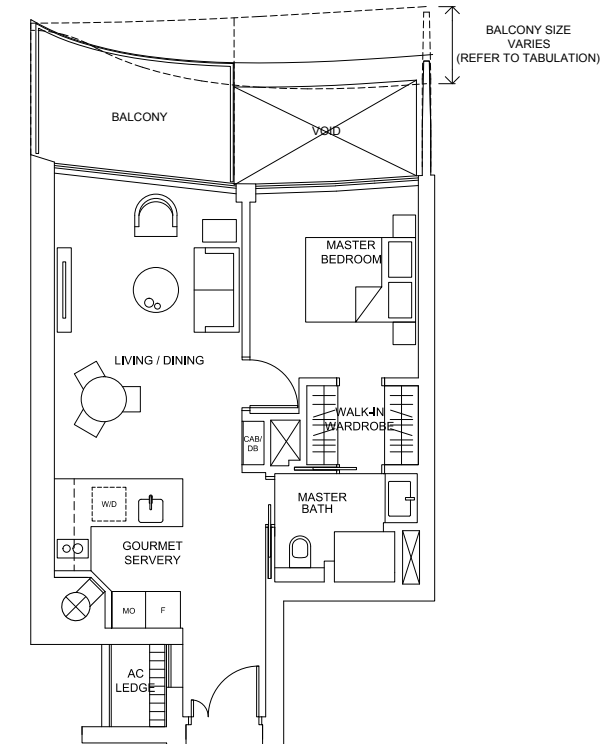 BALCONY SIZE
VARIES
(REFER TO TABULATION)
BALCONY
VOID
MASTER
BEDROOM
LIVING / DINING
WALK-IN
WARDROBE
CAB/
DB
MASTER
BATH
W/D
GOURMET
SERVERY
MO
F
AC
LEDGE